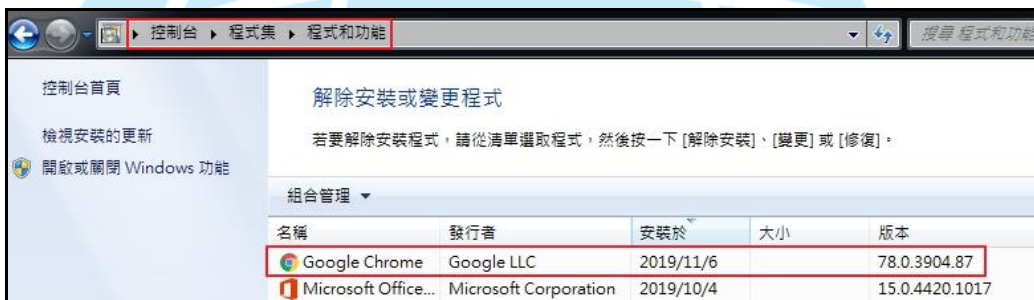 控制台 ▸ 程式集 ▸ 程式和功能
搜尋 程式和功能
控制台首頁
解除安裝或變更程式
檢視安裝的更新
若要解除安裝程式，請從清單選取程式，然後按一下 [解除安裝]、[變更] 或 [修復]。
開啟或關閉 Windows 功能
組合管理
名稱 發行者 安裝於 大小 版本
Google Chrome Google LLC 2019/11/6 78.0.3904.87
Microsoft Office... Microsoft Corporation 2019/10/4 15.0.4420.1017